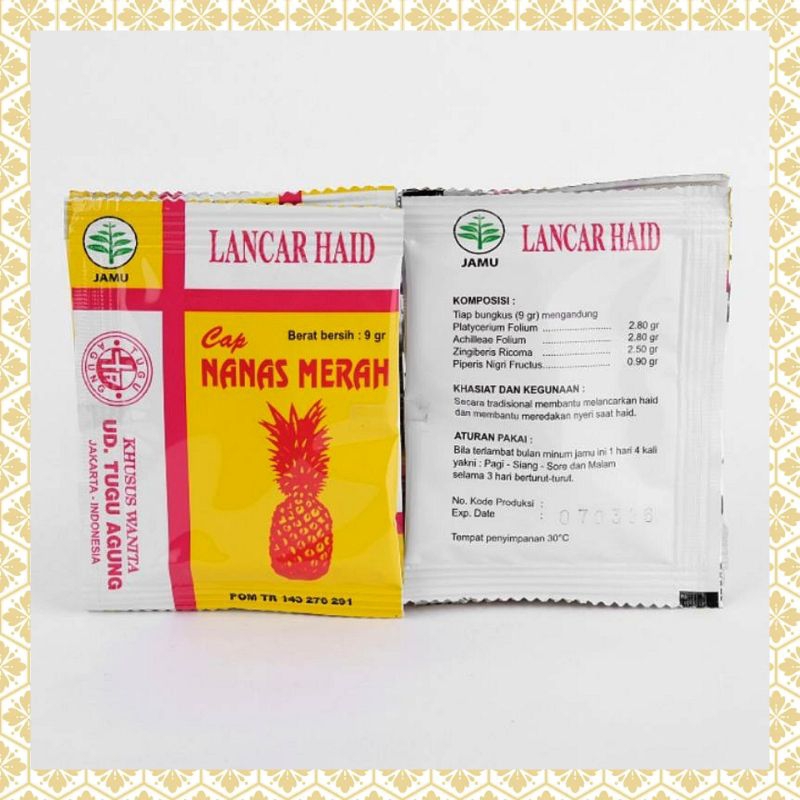 JAMU
LANCAR HAID
Cap
Berat bersih : 9 gr
NANAS MERAH
TUGU
AGUNG
KHUSUS WANITA
UD. TUGU AGUNG
JAKARTA - INDONESIA
POM TR 143 276 291
JAMU
LANCAR HAID
KOMPOSISI :
Tiap bungkus (9 gr) mengandung
Platycerium Folium ........................ 2.80 gr
Achilleae Folium ........................ 2.80 gr
Zingiberis Ricoma ........................ 2.50 gr
Piperis Nigri Fructus........................ 0.90 gr
KHASIAT DAN KEGUNAAN :
Secara tradisional membantu melancarkan haid
dan membantu meredakan nyeri saat haid.
ATURAN PAKAI :
Bila terlambat bulan minum jamu ini 1 hari 4 kali
yakni : Pagi - Siang - Sore dan Malam
selama 3 hari berturut-turut.
No. Kode Produksi :
Exp. Date :
Tempat penyimpanan 30°C